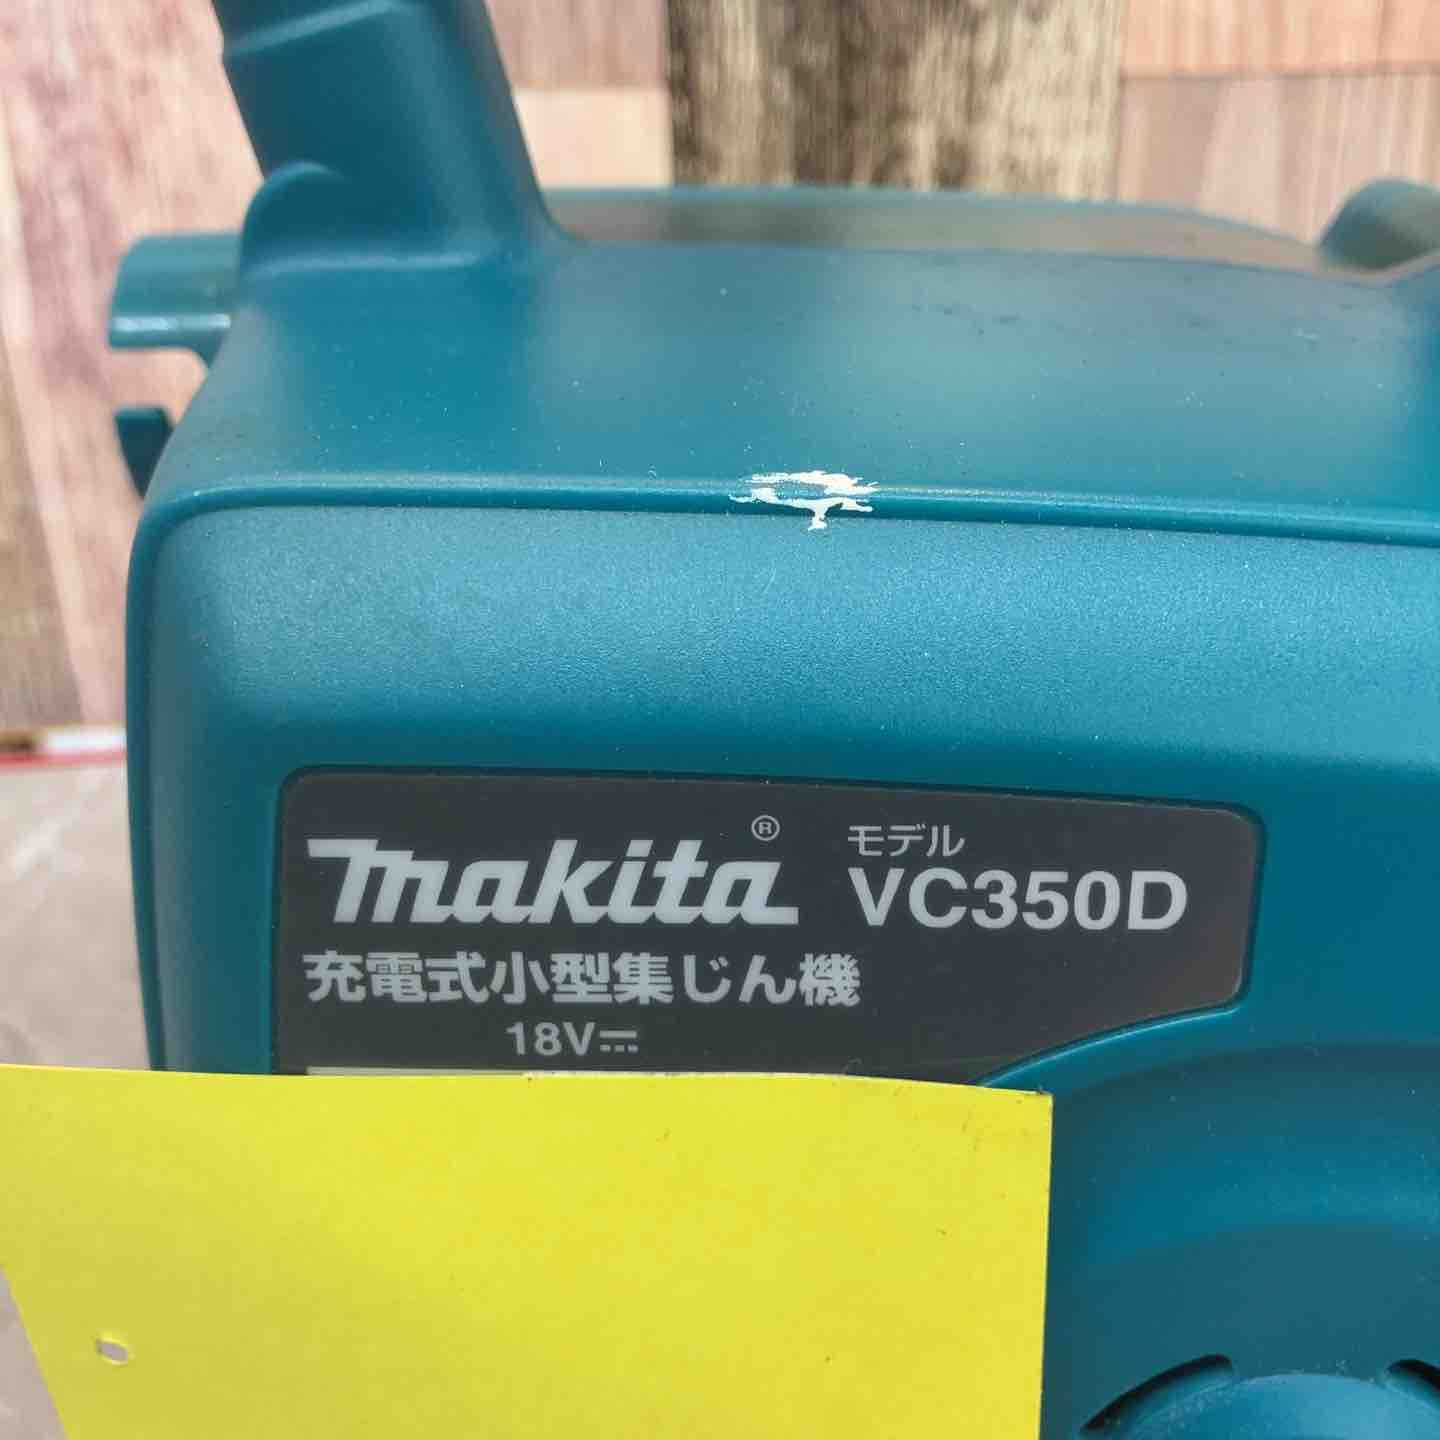 makita®
モデル
VC350D
充電式小型集じん機
18V⎓